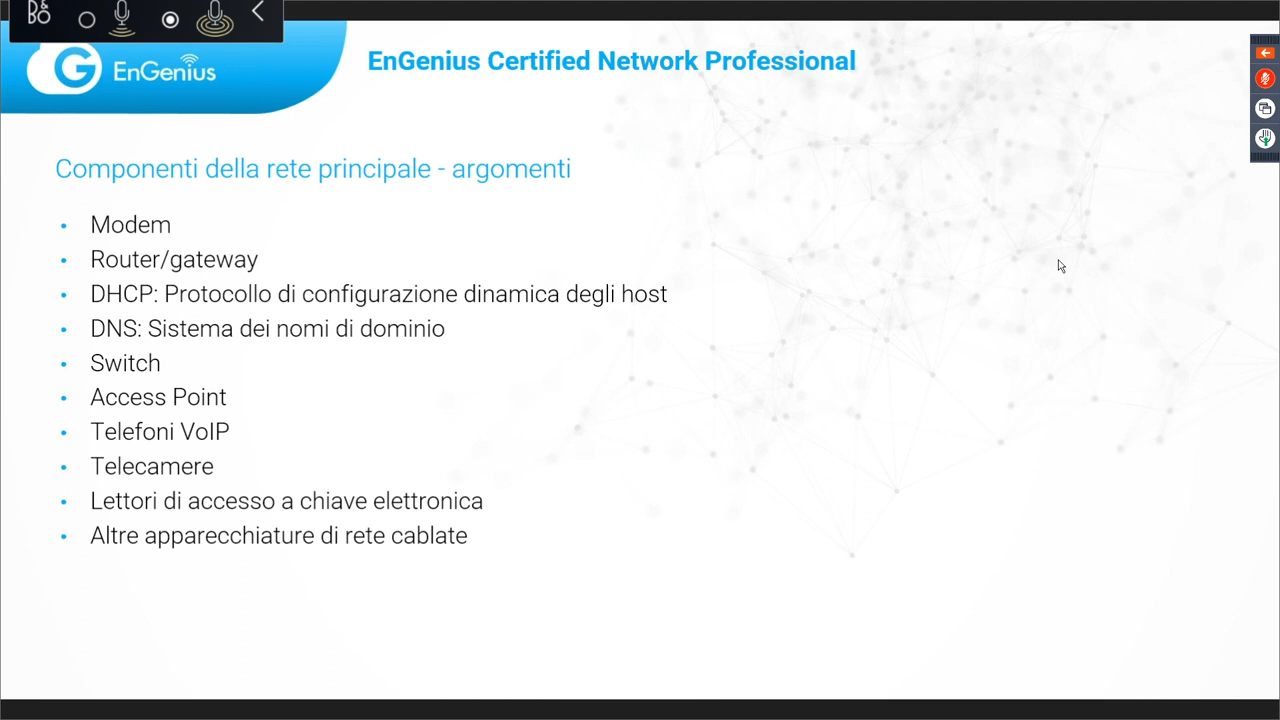 B&O
EnGenius
EnGenius Certified Network Professional
Componenti della rete principale - argomenti
• Modem
• Router/gateway
• DHCP: Protocollo di configurazione dinamica degli host
• DNS: Sistema dei nomi di dominio
• Switch
• Access Point
• Telefoni VoIP
• Telecamere
• Lettori di accesso a chiave elettronica
• Altre apparecchiature di rete cablate